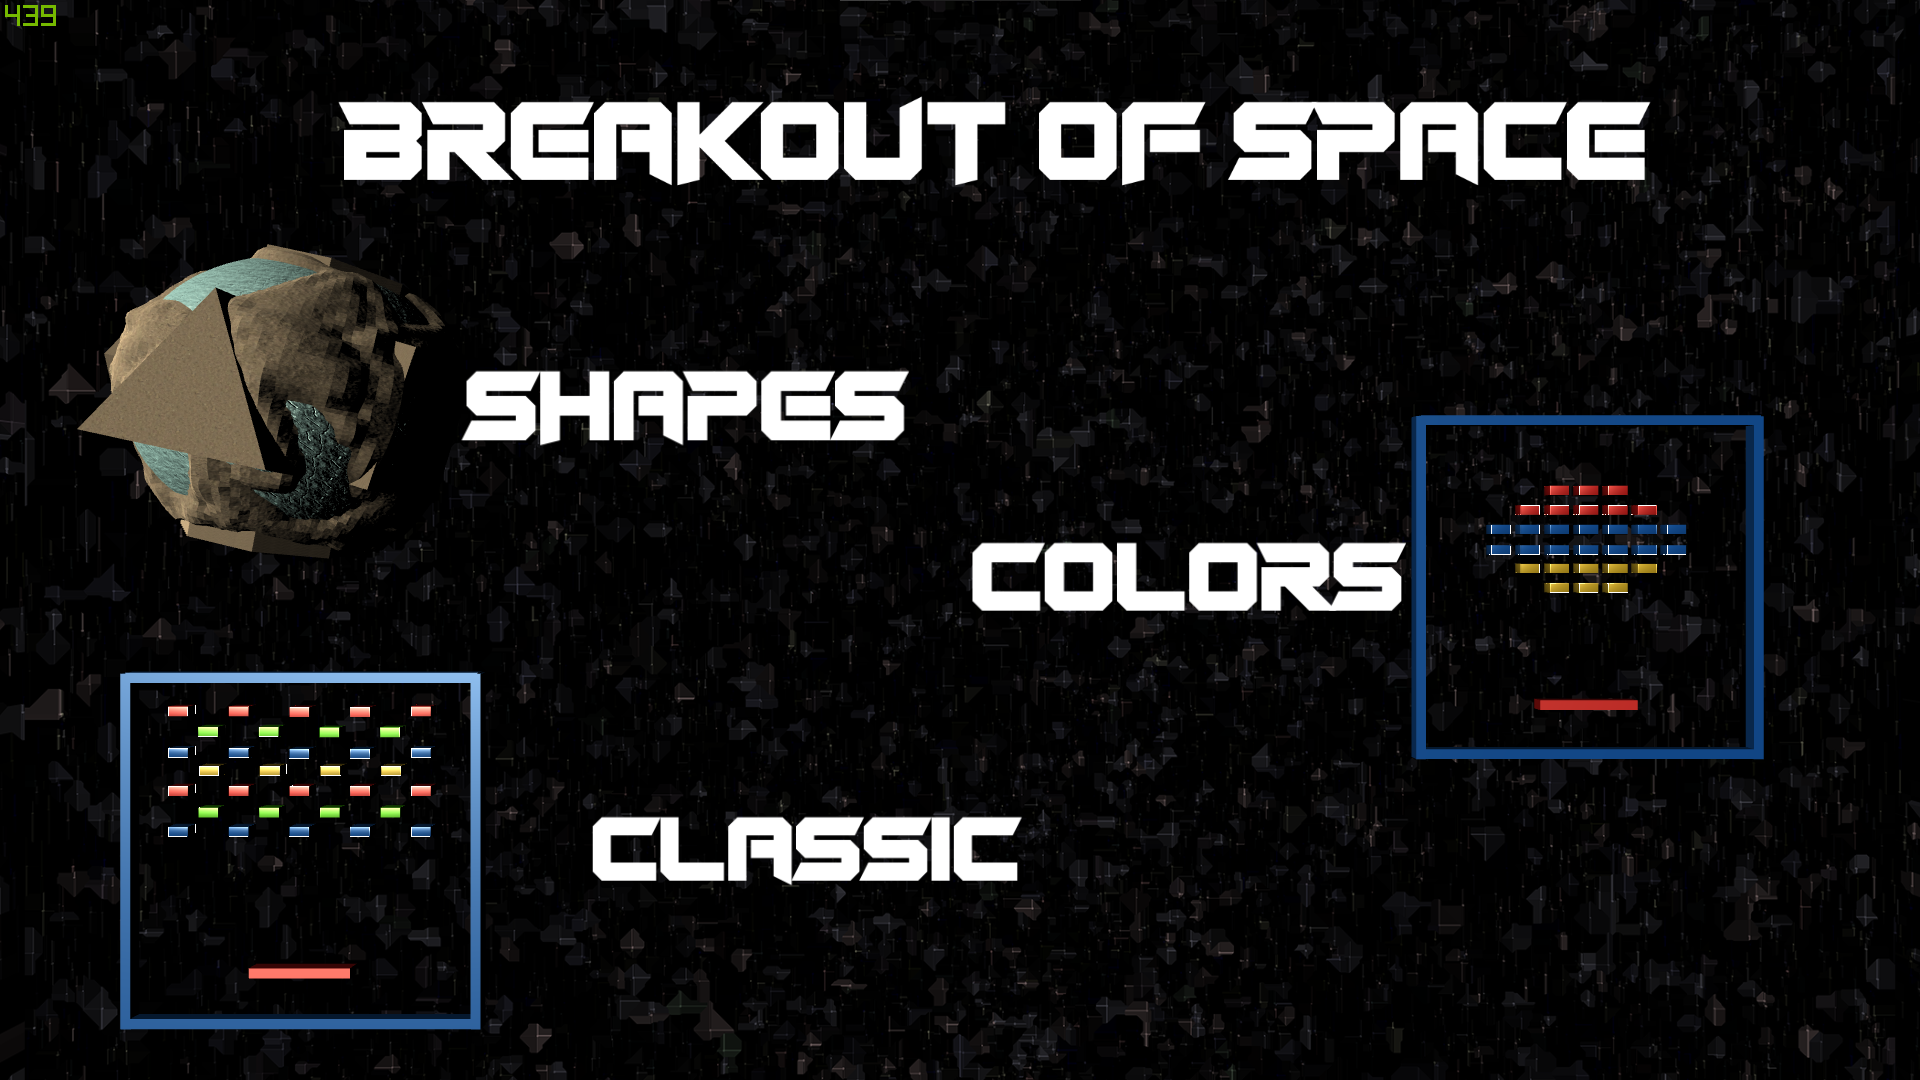 439
BREAKOUT OF SPACE
SHAPES
COLORS
CLASSIC